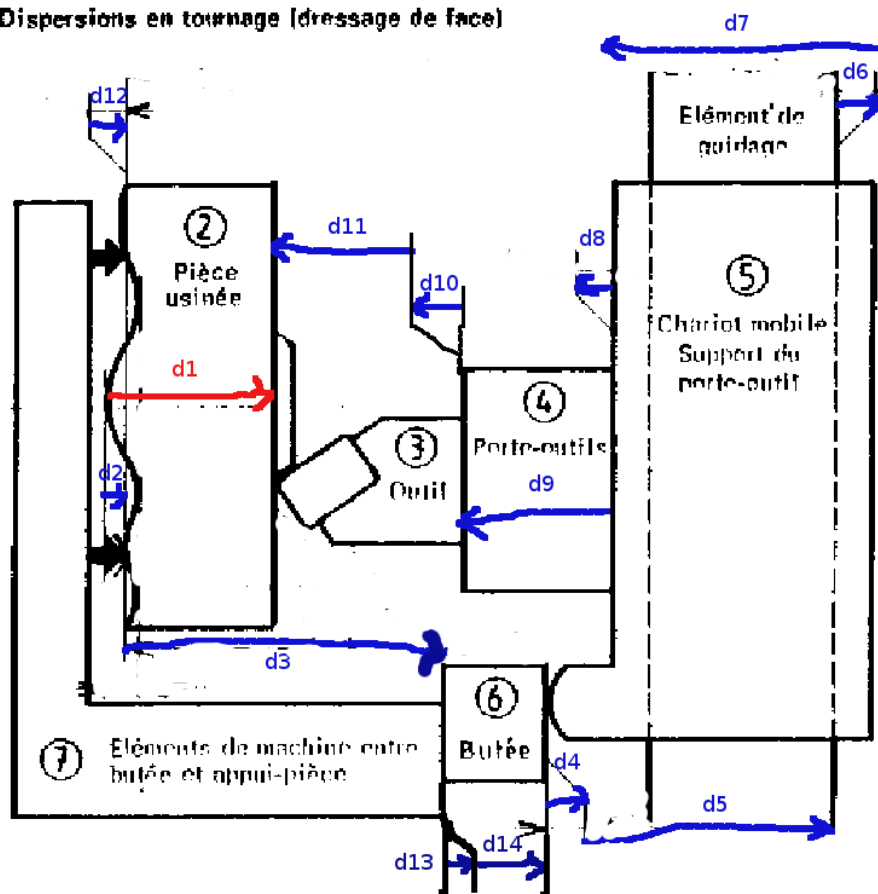 Dispersions en tournage (dressage de face)
d7
d12
d6
Elément de
guidage
②
Pièce
usinée
d11
d10
d8
⑤
Chariot mobile
Support du
porte-outil
d1
④
Porte-outils
③
Outil
d9
d2
d3
⑥
Butée
⑦
Eléments de machine entre
butée et appui-pièce
d4
d5
d13
d14